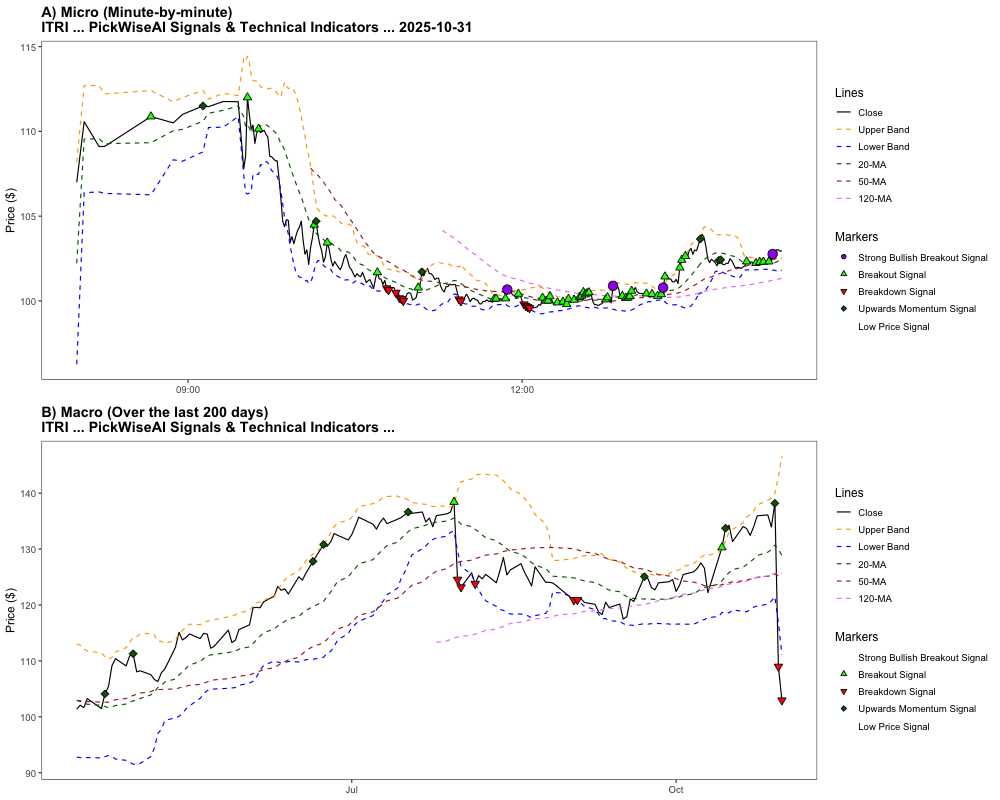 A) Micro (Minute-by-minute)
ITRI ... PickWiseAI Signals & Technical Indicators ... 2025-10-31
115
110
105
100
Price ($)
09:00
12:00
Lines
Close
Upper Band
Lower Band
20-MA
50-MA
120-MA
Markers
Strong Bullish Breakout Signal
Breakout Signal
Breakdown Signal
Upwards Momentum Signal
Low Price Signal
B) Macro (Over the last 200 days)
ITRI ... PickWiseAI Signals & Technical Indicators ...
140
130
120
110
100
90
Price ($)
Jul
Oct
Lines
Close
Upper Band
Lower Band
20-MA
50-MA
120-MA
Markers
Strong Bullish Breakout Signal
Breakout Signal
Breakdown Signal
Upwards Momentum Signal
Low Price Signal